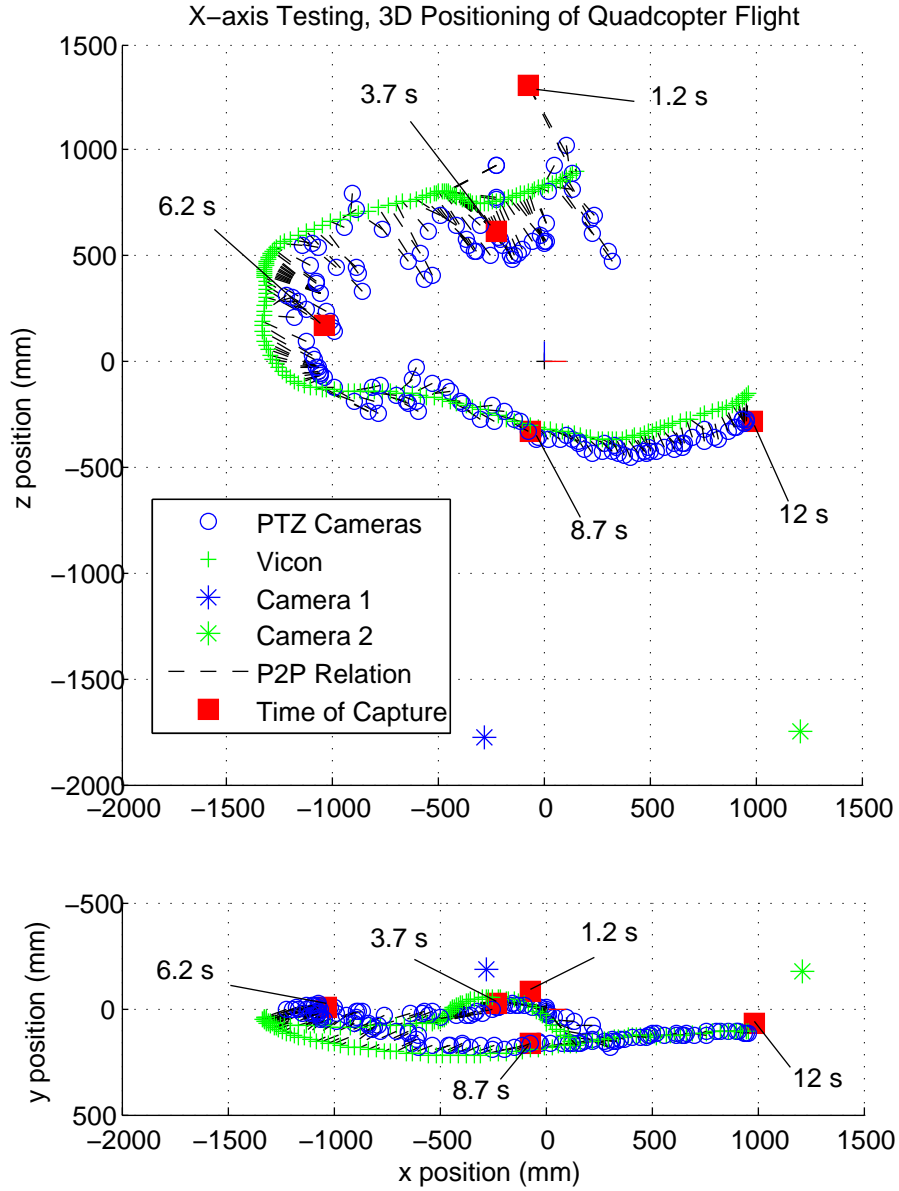 X−axis Testing, 3D Positioning of Quadcopter Flight
1500
1000
500
0
−500
−1000
−1500
−2000
z position (mm)
3.7 s
1.2 s
6.2 s
8.7 s
12 s
PTZ Cameras
Vicon
Camera 1
Camera 2
P2P Relation
Time of Capture
−2000 −1500 −1000 −500 0 500 1000 1500
−500
0
500
y position (mm)
6.2 s
3.7 s
1.2 s
8.7 s
12 s
−2000 −1500 −1000 −500 0 500 1000 1500
x position (mm)